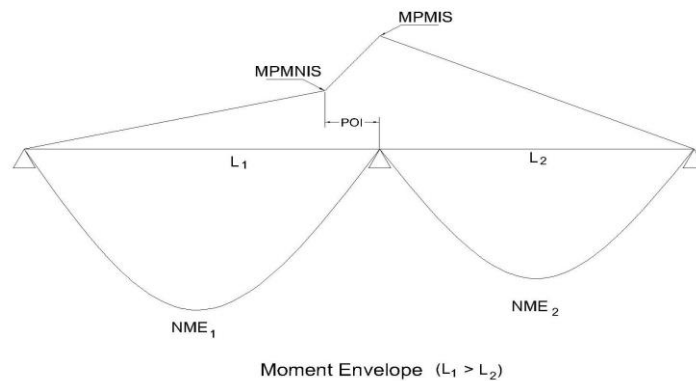 MPMIS
MPMNIS
POI
L₁
L₂
NME₁
NME₂
Moment Envelope (L₁ > L₂)